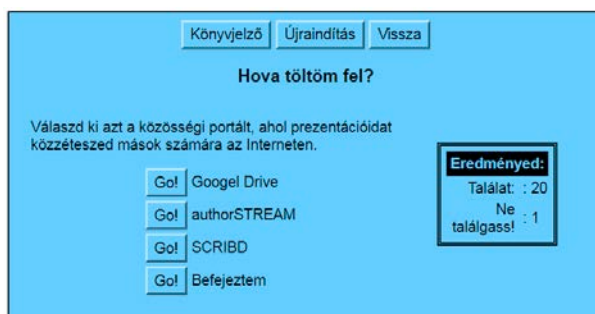 Könyvjelző Újraindítás Vissza
Hova töltöm fel?
Válaszd ki azt a közösségi portált, ahol prezentációidat
közzéteszed mások számára az Interneten.
Go! Googel Drive
Go! authorSTREAM
Go! SCRIBD
Go! Befejeztem
Eredményed:
Találat: : 20
Ne
találgass! : 1